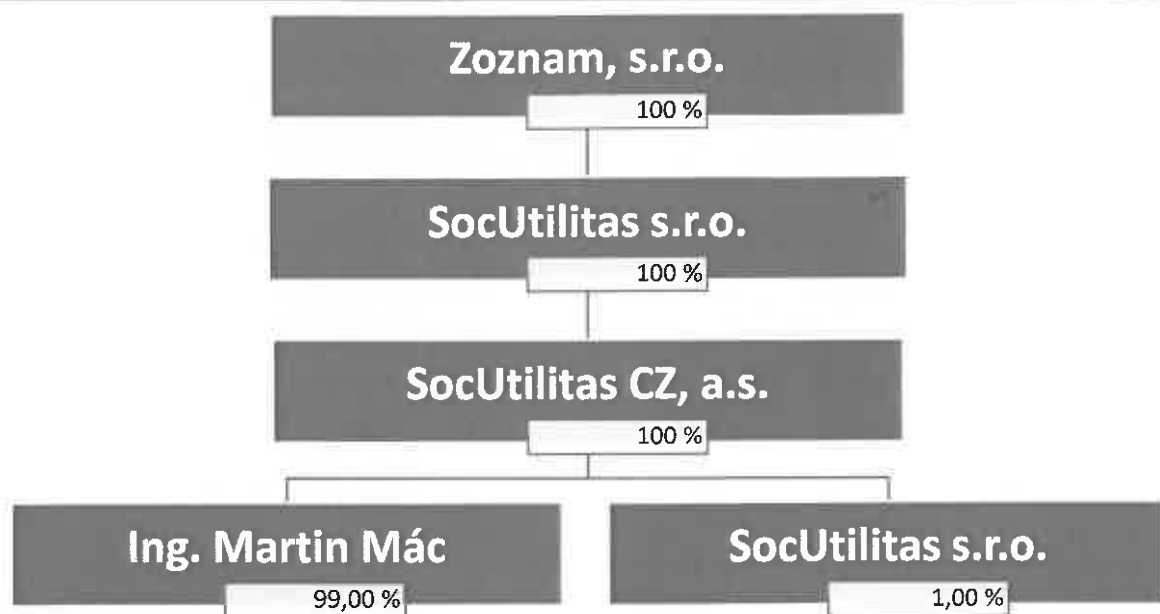 Zoznam, s.r.o.
100 %
SocUtilitas s.r.o.
100 %
SocUtilitas CZ, a.s.
100 %
Ing. Martin Mác
99,00 %
SocUtilitas s.r.o.
1,00 %